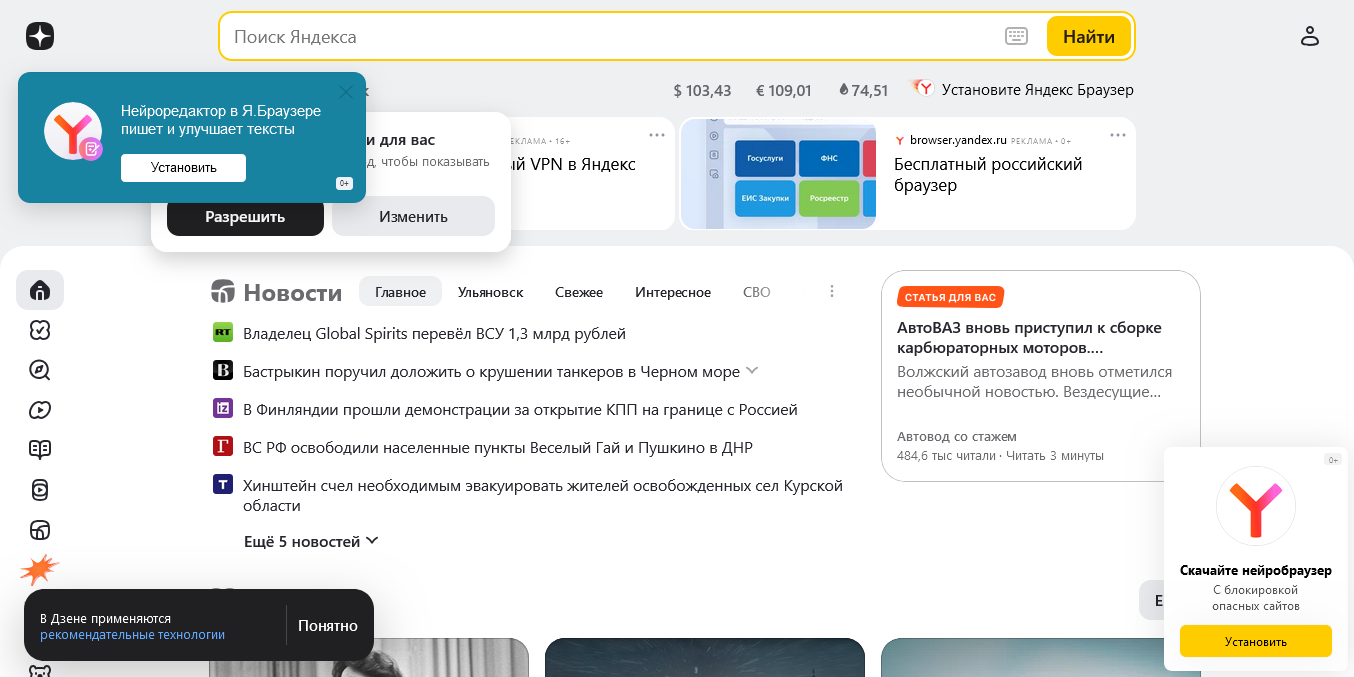 Поиск Яндекса
Найти
$ 103,43
€ 109,01
74,51
Установите Яндекс Браузер
Нейроредактор в Я.Браузере
пишет и улучшает тексты
Установить
0+
для вас
чтобы показывать
Разрешить
Изменить
16+
VPN в Яндекс
Госуслуги
ФНС
ЕИС Закупки
Росреестр
browser.yandex.ru РЕКЛАМА • 0+
Бесплатный российский
браузер
Новости
Главное
Ульяновск
Свежее
Интересное
СВО
RT
Владелец Global Spirits перевёл ВСУ 1,3 млрд рублей
B
Бастрыкин поручил доложить о крушении танкеров в Черном море
iz
В Финляндии прошли демонстрации за открытие КПП на границе с Россией
Г
ВС РФ освободили населенные пункты Веселый Гай и Пушкино в ДНР
Т
Хинштейн счел необходимым эвакуировать жителей освобожденных сел Курской
области
Ещё 5 новостей
СТАТЬЯ ДЛЯ ВАС
АвтоВАЗ вновь приступил к сборке
карбюраторных моторов....
Волжский автозавод вновь отметился
необычной новостью. Вездесущие...
Автовод со стажем
484,6 тыс читали · Читать 3 минуты
0+
Скачайте нейробраузер
С блокировкой
опасных сайтов
Установить
В Дзене применяются
рекомендательные технологии
Понятно